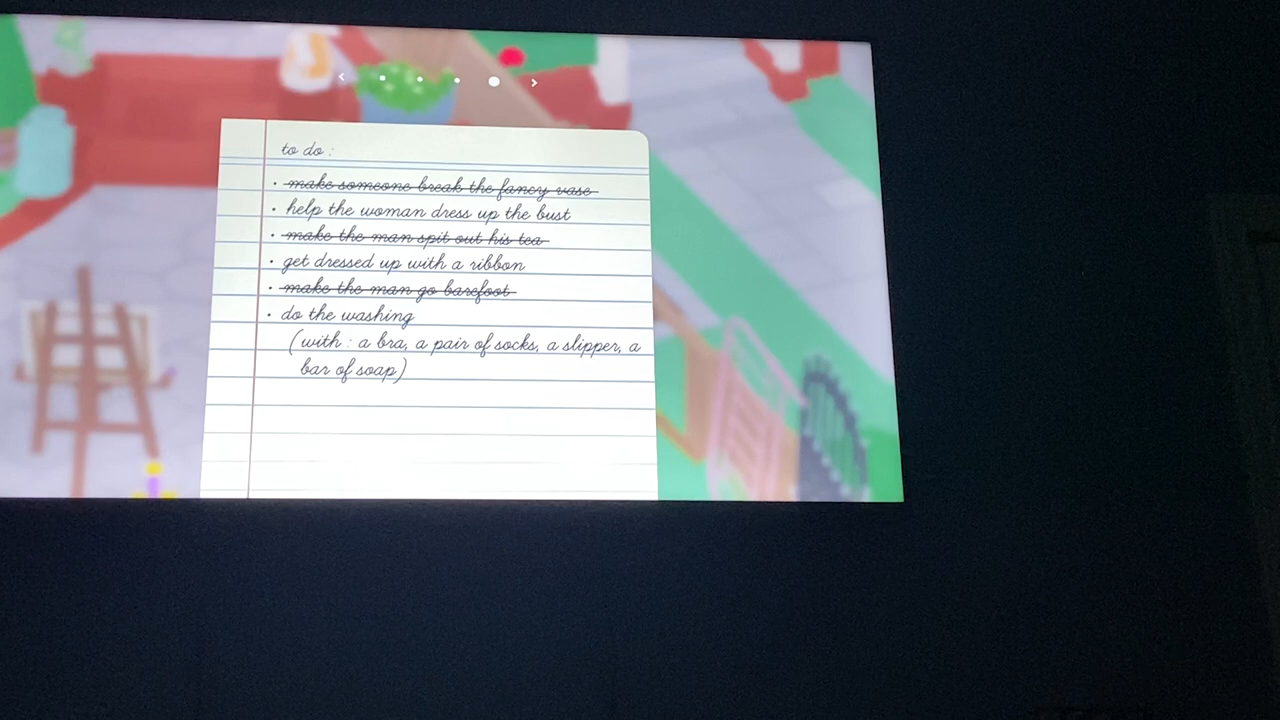 to do :
• make someone break the fancy vase
• help the woman dress up the bust
• make the man spit out his tea
• get dressed up with a ribbon
• make the man go barefoot
• do the washing
(with : a bra, a pair of socks, a slipper, a
bar of soap)